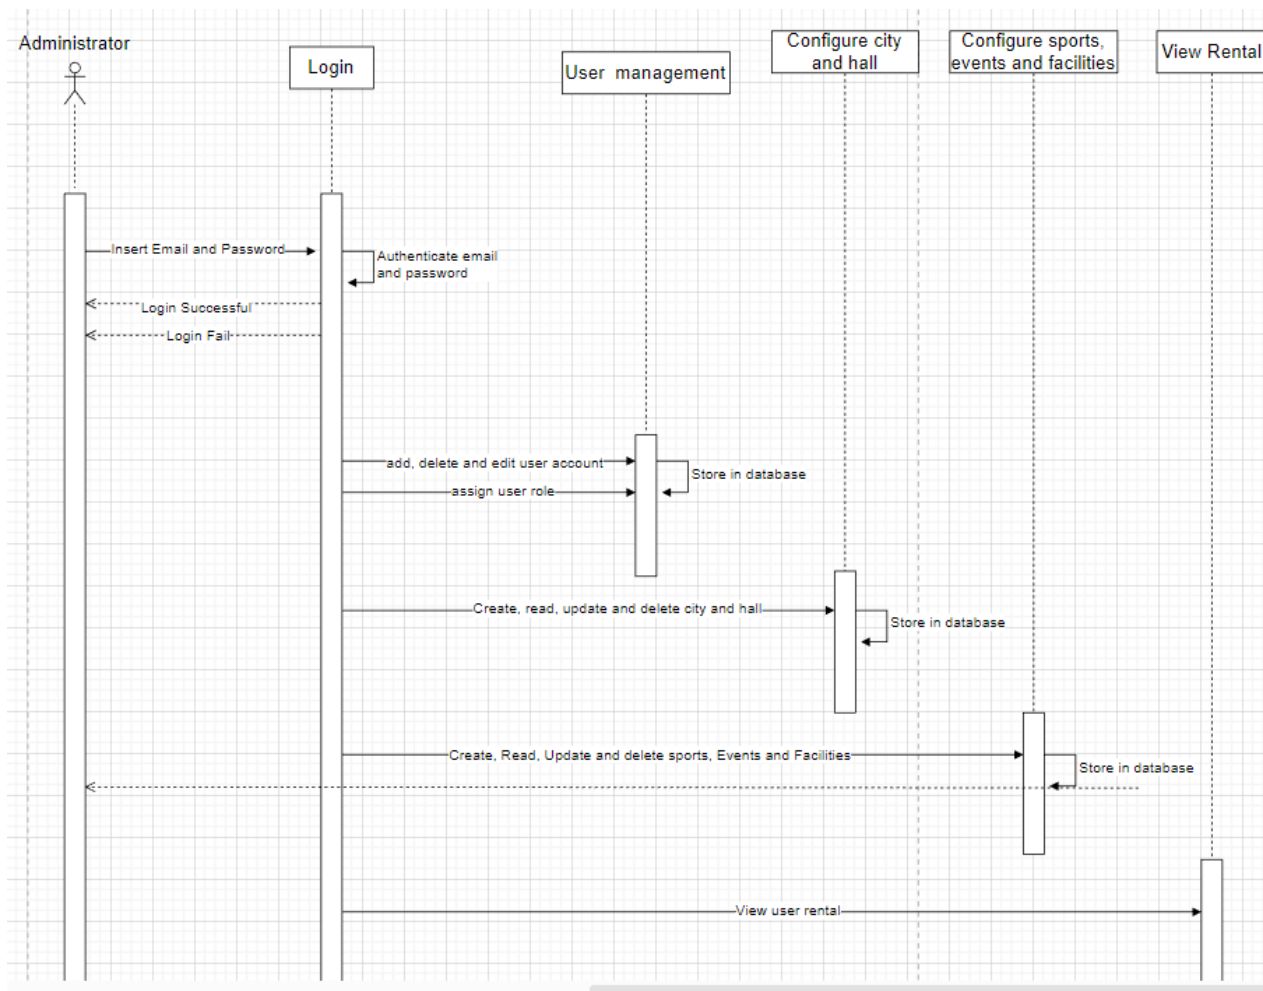 Administrator
Login
User management
Configure city
and hall
Configure sports,
events and facilities
View Rental
Insert Email and Password
Authenticate email
and password
Login Successful
Login Fail
add, delete and edit user account
Store in database
assign user role
Create, read, update and delete city and hall
Store in database
Create, Read, Update and delete sports, Events and Facilities
Store in database
View user rental